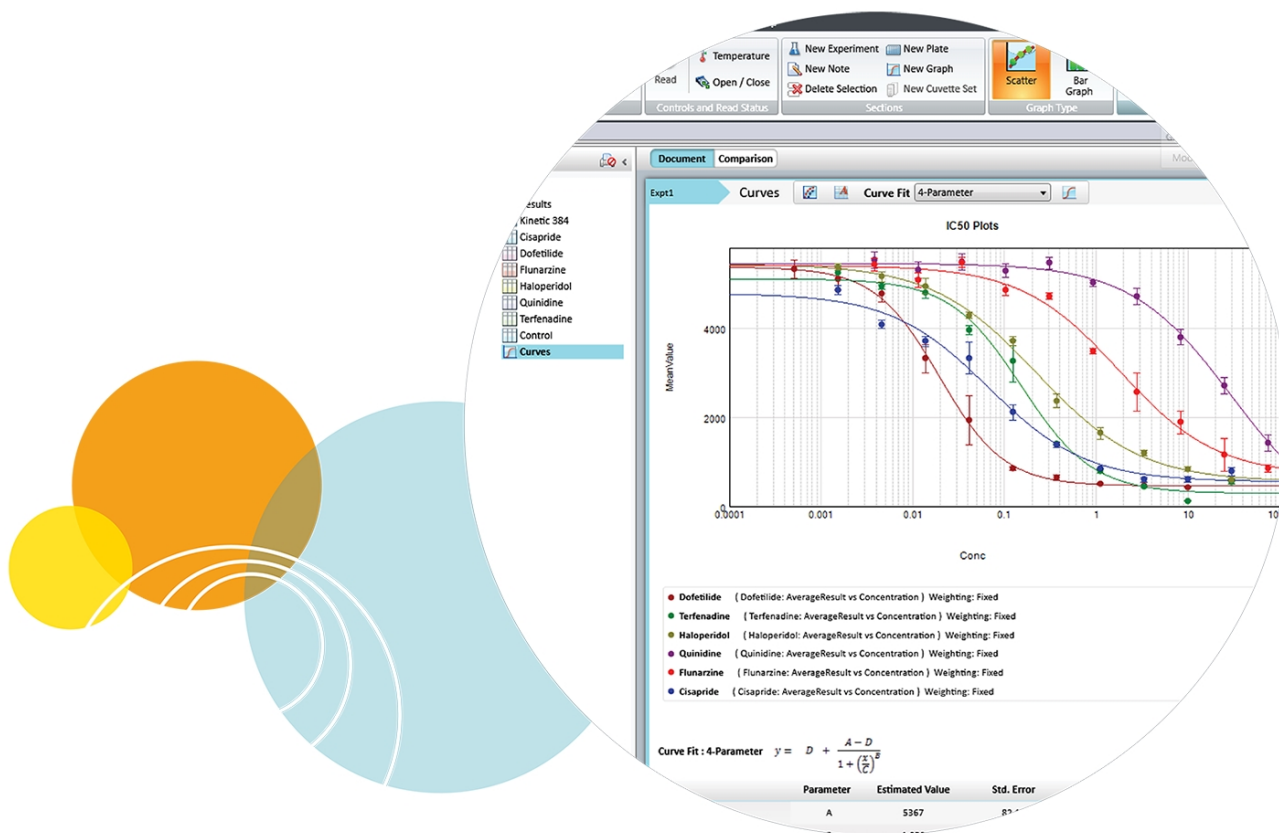 Temperature
Read
Open / Close
Controls and Read Status
New Experiment
New Plate
New Note
New Graph
Delete Selection
New Cuvette Set
Sections
Scatter
Bar
Graph
Graph Type
Document
Comparison
Kinetic 384
Cisapride
Dofetilide
Flunarzine
Haloperidol
Quinidine
Terfenadine
Control
Curves
Expt1
Curves
Curve Fit
4-Parameter
IC50 Plots
MeanValue
4000
2000
0
0.0001
0.001
0.01
0.1
1
10
Conc
Dofetilide ( Dofetilide: AverageResult vs Concentration ) Weighting: Fixed
Terfenadine ( Terfenadine: AverageResult vs Concentration ) Weighting: Fixed
Haloperidol ( Haloperidol: AverageResult vs Concentration ) Weighting: Fixed
Quinidine ( Quinidine: AverageResult vs Concentration ) Weighting: Fixed
Flunarzine ( Flunarzine: AverageResult vs Concentration ) Weighting: Fixed
Cisapride ( Cisapride: AverageResult vs Concentration ) Weighting: Fixed
Curve Fit : 4-Parameter y = D + A − D
1 + (x/C)^B
Parameter Estimated Value Std. Error
A 5367